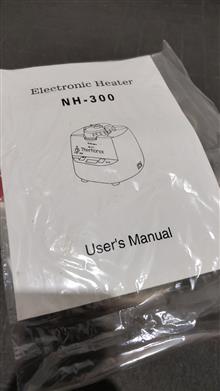 Electronic Heater
NH-300
User's Manual